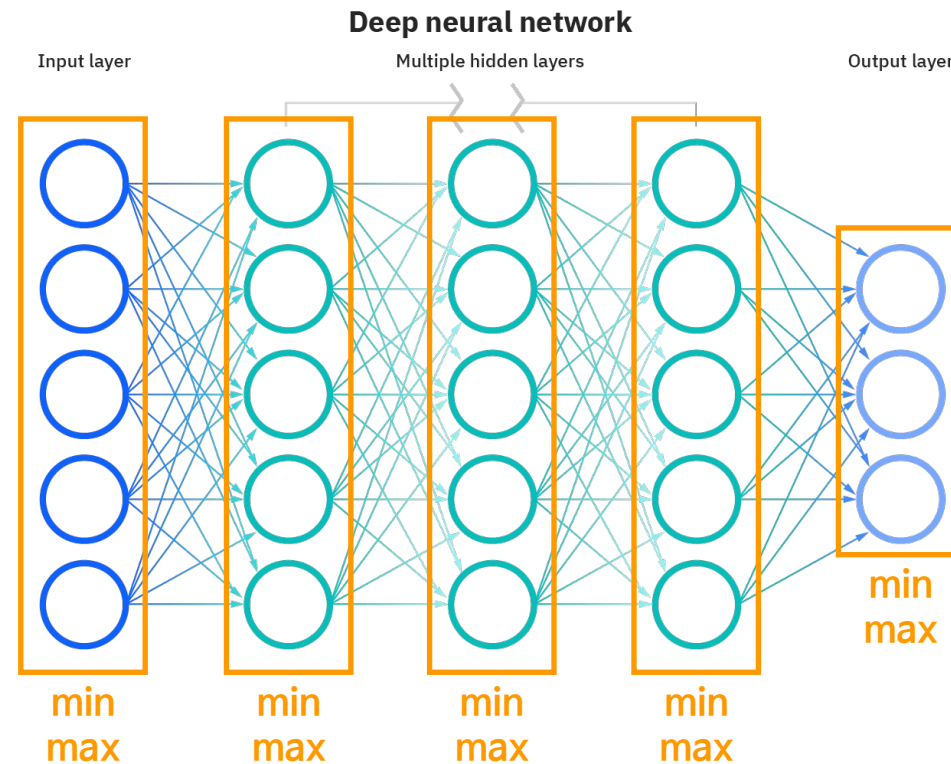 Deep neural network
Input layer
Multiple hidden layers
Output layer
min
max
min
max
min
max
min
max
min
max